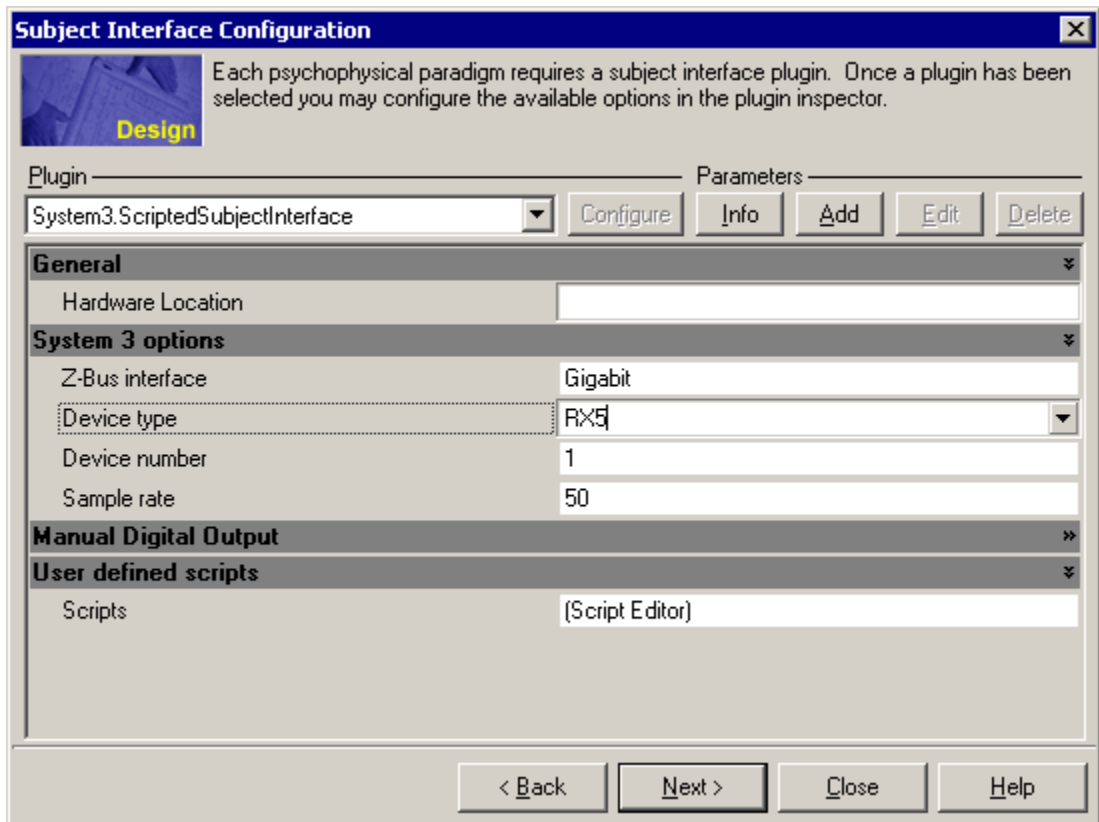 Subject Interface Configuration
Each psychophysical paradigm requires a subject interface plugin.  Once a plugin has been
selected you may configure the available options in the plugin inspector.
Design
Plugin Parameters
System3.ScriptedSubjectInterface Configure Info Add Edit Delete
General
Hardware Location
System 3 options
Z-Bus interface Gigabit
Device type RX5
Device number 1
Sample rate 50
Manual Digital Output
User defined scripts
Scripts (Script Editor)
< Back Next > Close Help